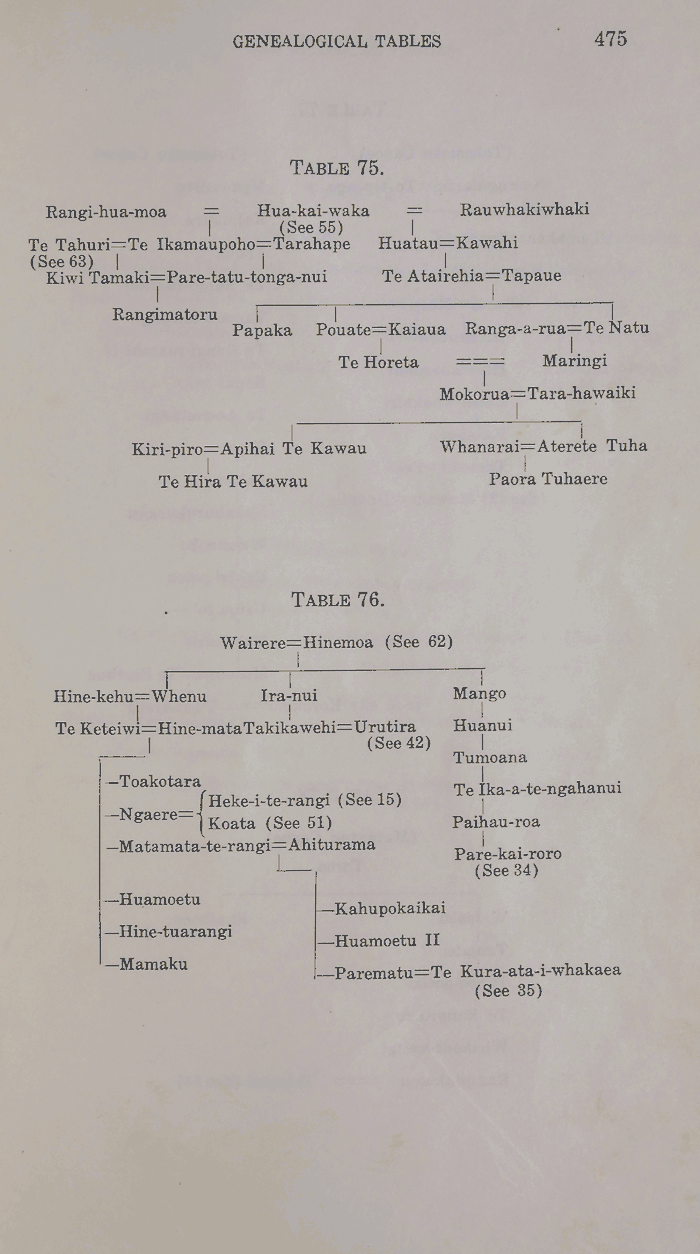 GENEALOGICAL TABLES 475
TABLE 75.
Rangi-hua-moa = Hua-kai-waka = Rauwhakiwhaki
(See 55)
Te Tahuri=Te Ikamaupoho=Tarahape Huatau=Kawahi
(See 63)
Kiwi Tamaki=Pare-tatu-tonga-nui Te Atairehia=Tapaue
Rangimatoru
Papaka Pouate=Kaiaua Ranga-a-rua=Te Natu
Te Horeta === Maringi
Mokorua=Tara-hawaiki
Kiri-piro=Apihai Te Kawau Whanarai=Aterete Tuha
Te Hira Te Kawau Paora Tuhaere
TABLE 76.
Wairere=Hinemoa (See 62)
Hine-kehu=Whenu Ira-nui Mango
Te Keteiwi=Hine-mata Takikawehi=Urutira Huanui
(See 42)
Tumoana
—Toakotara
Te Ika-a-te-ngahanui
—Ngaere= Heke-i-te-rangi (See 15)
Koata (See 51) Paihau-roa
—Matamata-te-rangi=Ahiturama
Pare-kai-roro
(See 34)
—Huamoetu
—Kahupokaikai
—Hine-tuarangi
—Huamoetu II
—Mamaku
—Parematu=Te Kura-ata-i-whakaea
(See 35)